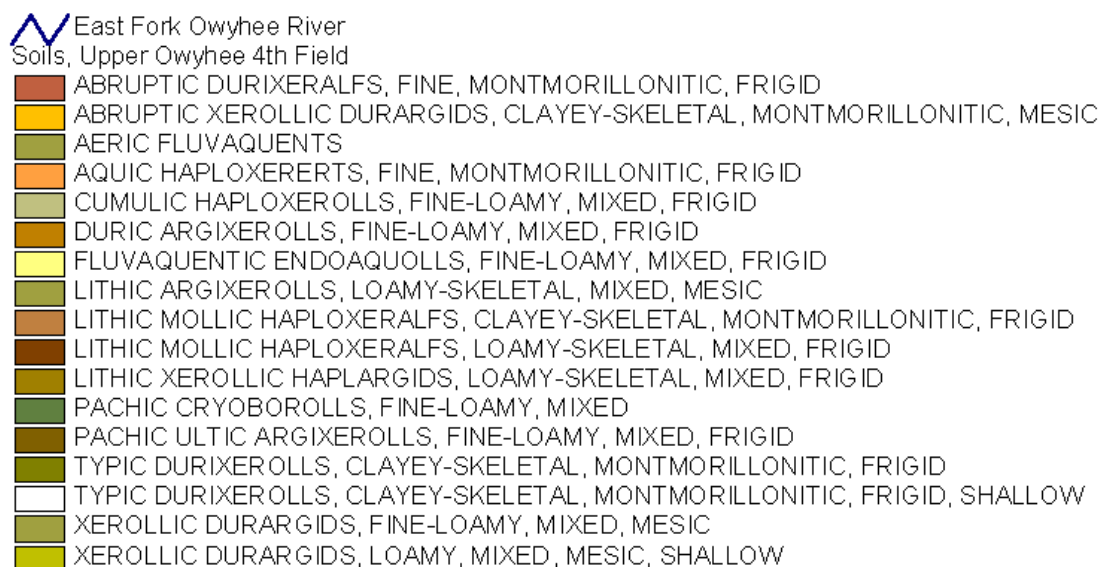 East Fork Owyhee River
Soils, Upper Owyhee 4th Field
ABRUPTIC DURIXERALFS, FINE, MONTMORILLONITIC, FRIGID
ABRUPTIC XEROLLIC DURARGIDS, CLAYEY-SKELETAL, MONTMORILLONITIC, MESIC
AERIC FLUVAQUENTS
AQUIC HAPLOXERERTS, FINE, MONTMORILLONITIC, FRIGID
CUMULIC HAPLOXEROLLS, FINE-LOAMY, MIXED, FRIGID
DURIC ARGIXEROLLS, FINE-LOAMY, MIXED, FRIGID
FLUVAQUENTIC ENDOAQUOLLS, FINE-LOAMY, MIXED, FRIGID
LITHIC ARGIXEROLLS, LOAMY-SKELETAL, MIXED, MESIC
LITHIC MOLLIC HAPLOXERALFS, CLAYEY-SKELETAL, MONTMORILLONITIC, FRIGID
LITHIC MOLLIC HAPLOXERALFS, LOAMY-SKELETAL, MIXED, FRIGID
LITHIC XEROLLIC HAPLARGIDS, LOAMY-SKELETAL, MIXED, FRIGID
PACHIC CRYOBOROLLS, FINE-LOAMY, MIXED
PACHIC ULTIC ARGIXEROLLS, FINE-LOAMY, MIXED, FRIGID
TYPIC DURIXEROLLS, CLAYEY-SKELETAL, MONTMORILLONITIC, FRIGID
TYPIC DURIXEROLLS, CLAYEY-SKELETAL, MONTMORILLONITIC, FRIGID, SHALLOW
XEROLLIC DURARGIDS, FINE-LOAMY, MIXED, MESIC
XEROLLIC DURARGIDS, LOAMY, MIXED, MESIC, SHALLOW